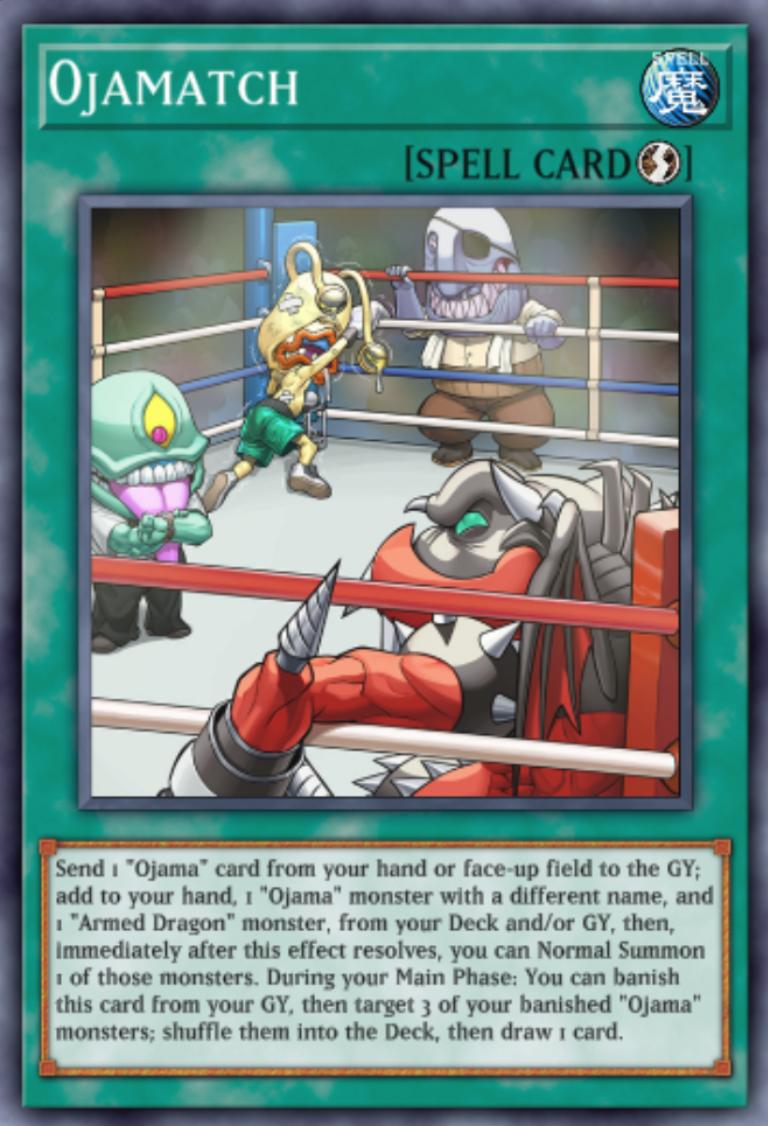 Ojamatch
SPELL
魔
[SPELL CARD]
Send 1 "Ojama" card from your hand or face-up field to the GY;
add to your hand, 1 "Ojama" monster with a different name, and
1 "Armed Dragon" monster, from your Deck and/or GY, then,
immediately after this effect resolves, you can Normal Summon
1 of those monsters. During your Main Phase: You can banish
this card from your GY, then target 3 of your banished "Ojama"
monsters; shuffle them into the Deck, then draw 1 card.